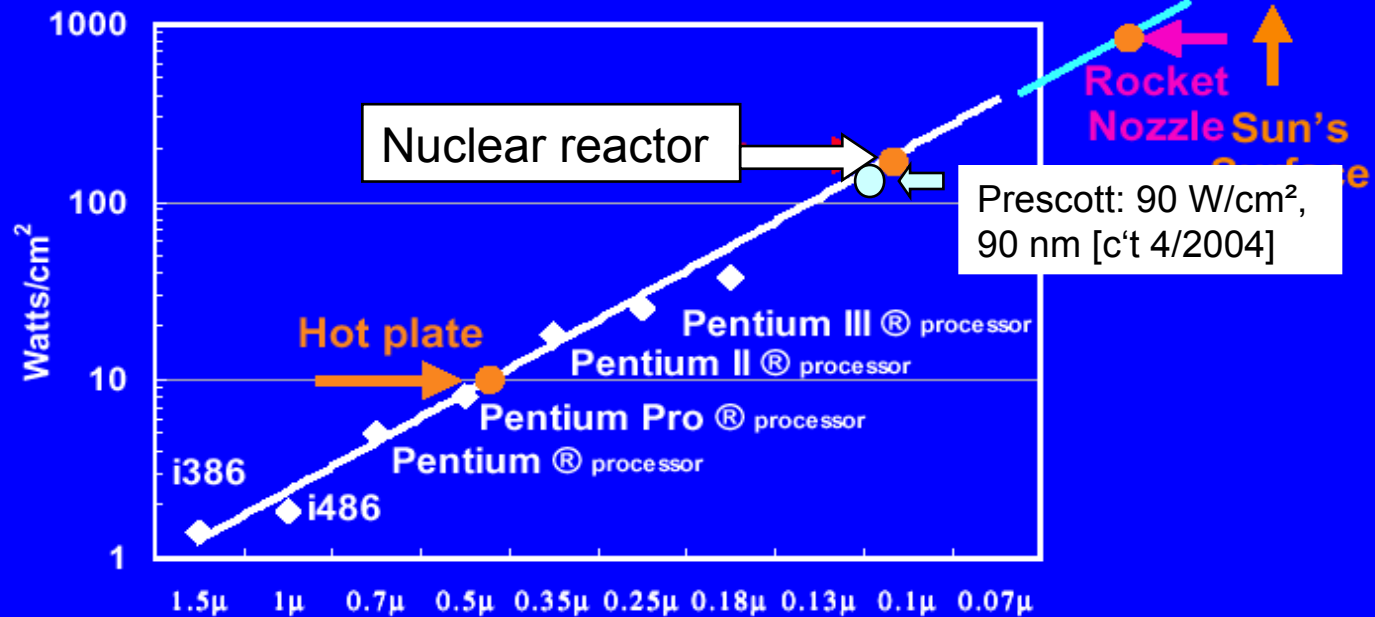 1000
Rocket
Nozzle Sun's
Nuclear reactor
100
Prescott: 90 W/cm²,
90 nm [c‘t 4/2004]
Watts/cm²
Hot plate
Pentium III ® processor
Pentium II ® processor
10
Pentium Pro ® processor
Pentium ® processor
i386
i486
1
1.5µ 1µ 0.7µ 0.5µ 0.35µ 0.25µ 0.18µ 0.13µ 0.1µ 0.07µ